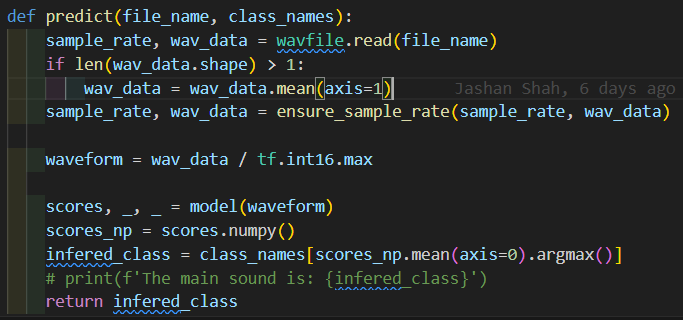 def predict(file_name, class_names):
    sample_rate, wav_data = wavfile.read(file_name)
    if len(wav_data.shape) > 1:
        wav_data = wav_data.mean(axis=1)    Jashan Shah, 6 days ago
    sample_rate, wav_data = ensure_sample_rate(sample_rate, wav_data)
    waveform = wav_data / tf.int16.max
    scores, _, _ = model(waveform)
    scores_np = scores.numpy()
    infered_class = class_names[scores_np.mean(axis=0).argmax()]
    # print(f'The main sound is: {infered_class}')
    return infered_class